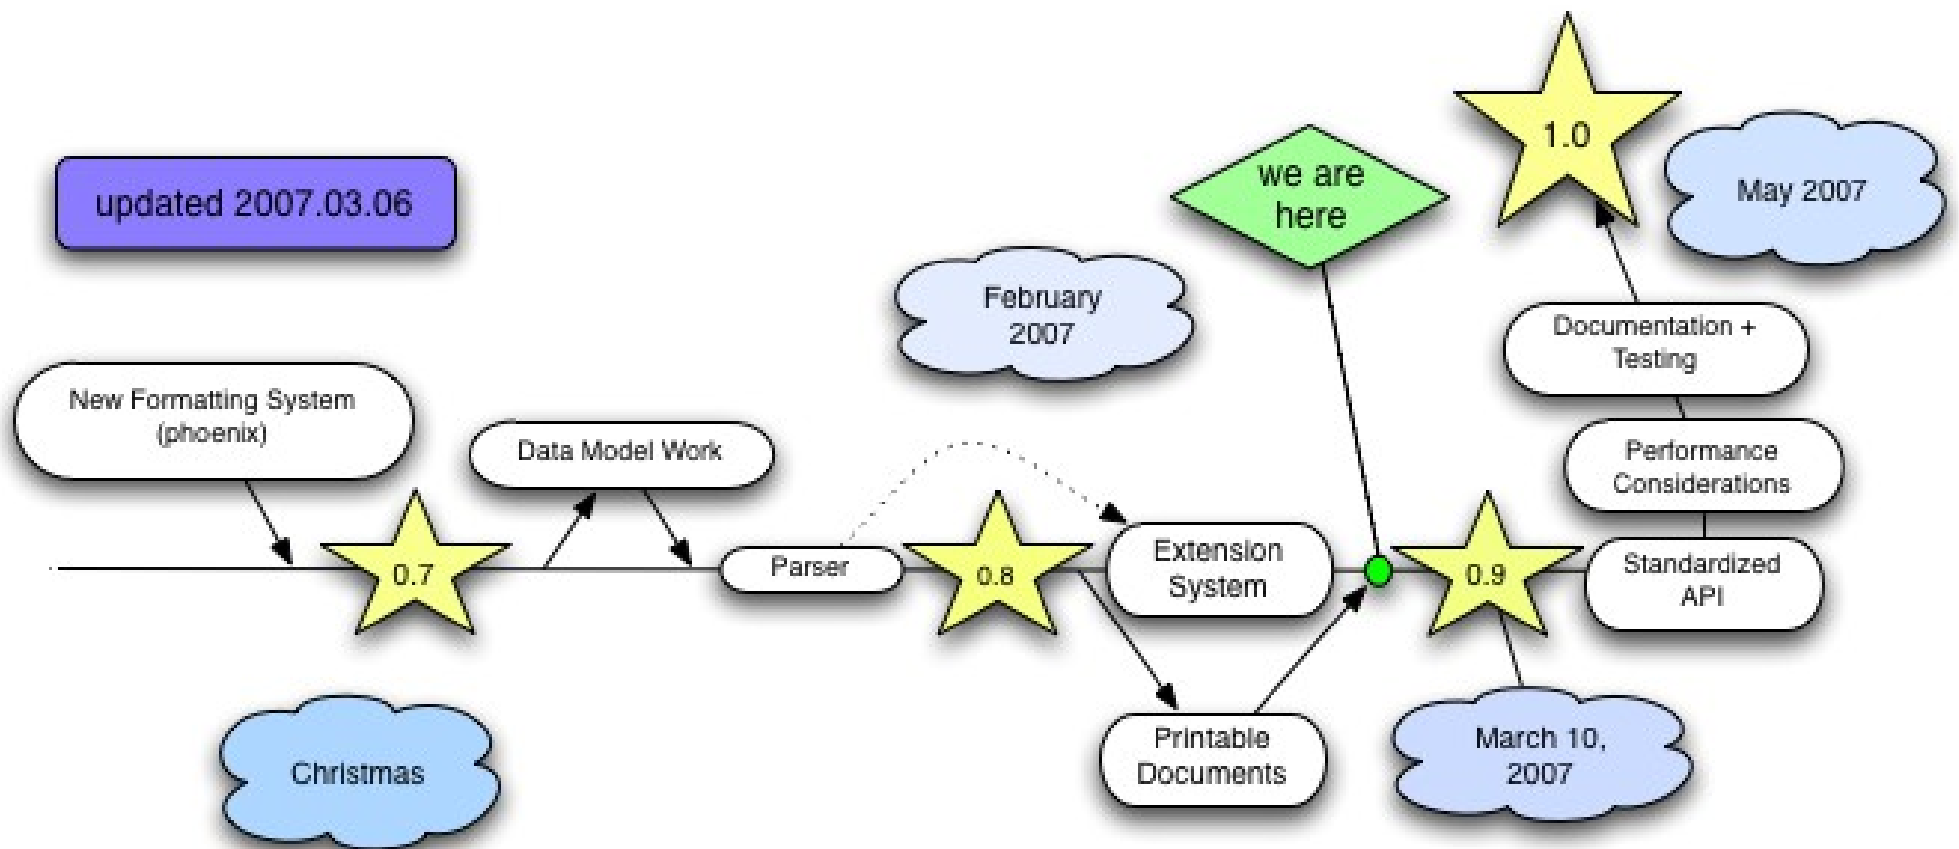 updated 2007.03.06
New Formatting System
(phoenix)
0.7
Christmas
Data Model Work
Parser
February
2007
0.8
Extension
System
Printable
Documents
we are
here
0.9
March 10,
2007
Standardized
API
Performance
Considerations
Documentation +
Testing
1.0
May 2007